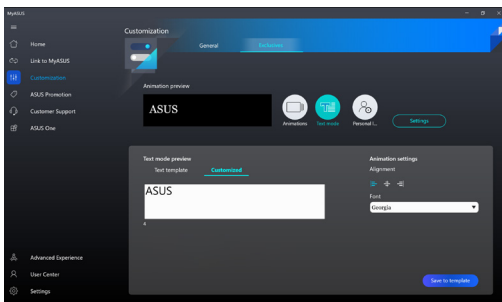 MyASUS
Customization
Home
General
Exclusives
Link to MyASUS
Customization
ASUS Promotion
Animation preview
Customer Support
ASUS
ASUS One
Animations
Text mode
Personal i...
Settings
Text mode preview
Animation settings
Text template
Customized
Alignment
ASUS
Font
Georgia
4
Advanced Experience
User Center
Save to template
Settings